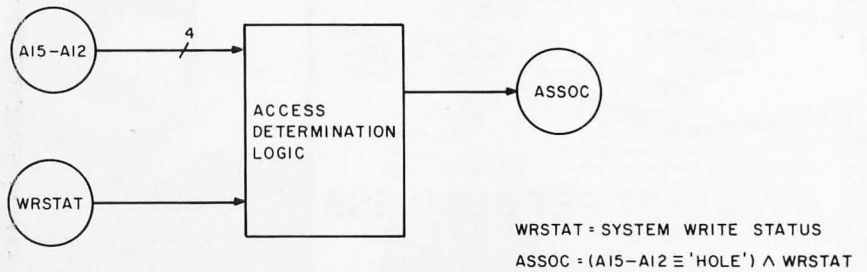 A15-A12
4
ACCESS
DETERMINATION
LOGIC
ASSOC
WRSTAT
WRSTAT = SYSTEM WRITE STATUS
ASSOC = (A15-A12 ≡ 'HOLE') ∧ WRSTAT